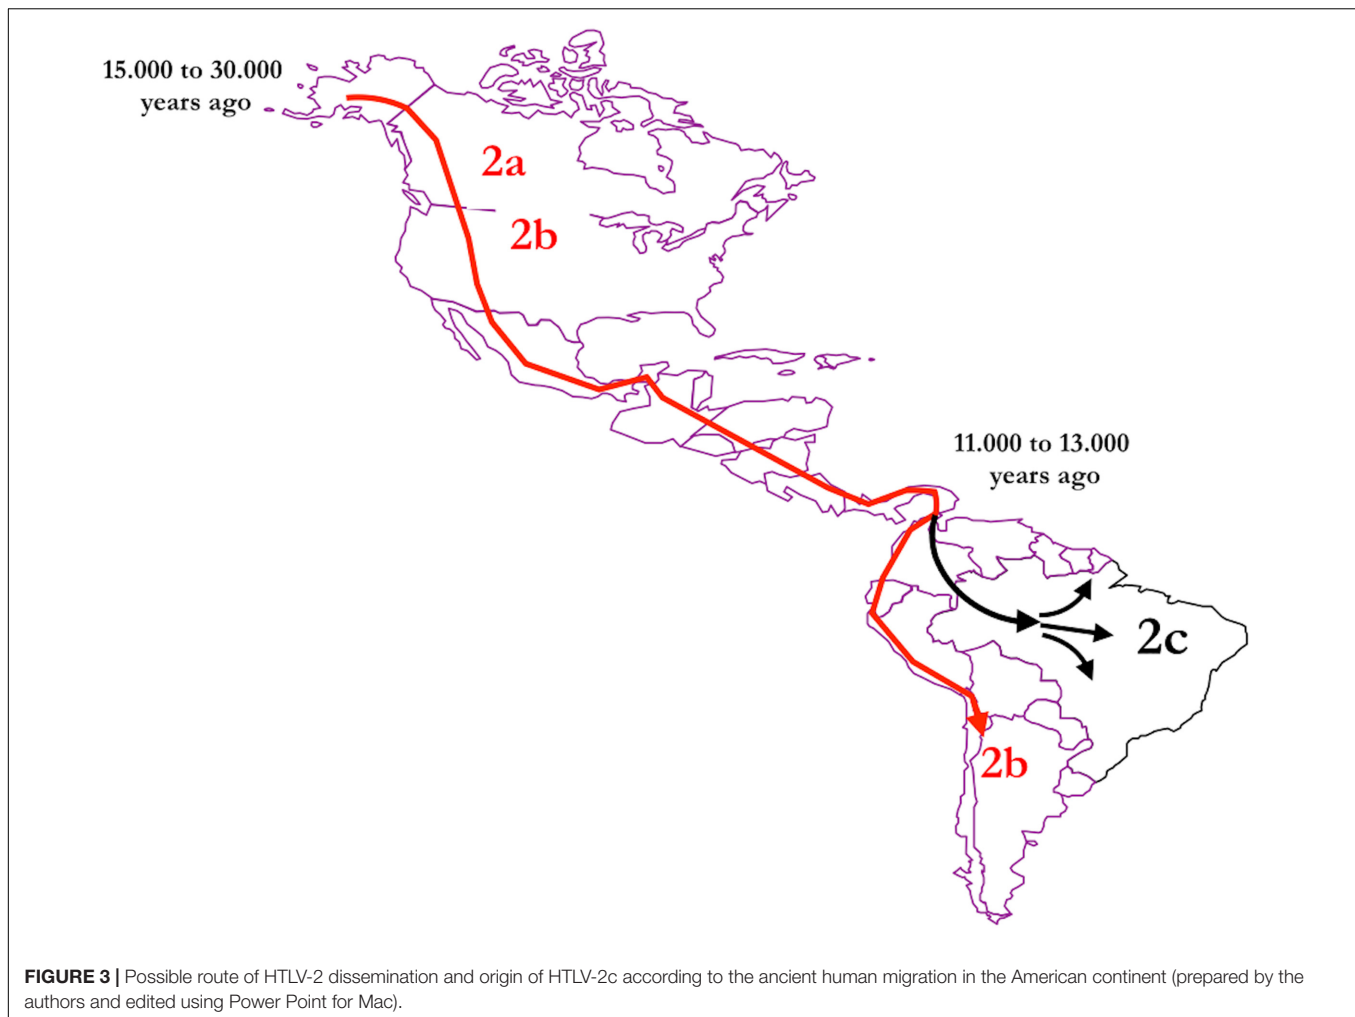 15.000 to 30.000
years ago
2a
2b
11.000 to 13.000
years ago
2c
2b
FIGURE 3 | Possible route of HTLV-2 dissemination and origin of HTLV-2c according to the ancient human migration in the American continent (prepared by the
authors and edited using Power Point for Mac).